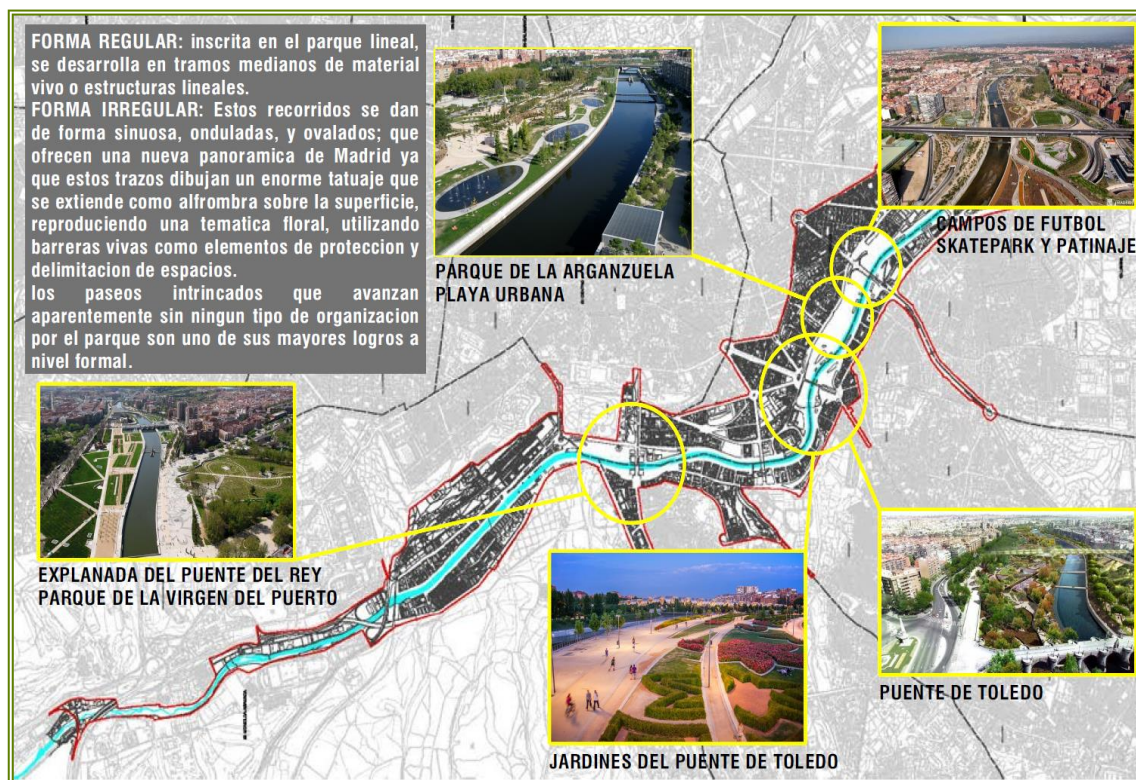 FORMA REGULAR: inscrita en el parque lineal,
se desarrolla en tramos medianos de material
vivo o estructuras lineales.
FORMA IRREGULAR: Estos recorridos se dan
de forma sinuosa, onduladas, y ovalados; que
ofrecen una nueva panoramica de Madrid ya
que estos trazos dibujan un enorme tatuaje que
se extiende como alfrombra sobre la superficie,
reproduciendo una tematica floral, utilizando
barreras vivas como elementos de proteccion y
delimitacion de espacios.
los paseos intrincados que avanzan
aparentemente sin ningun tipo de organizacion
por el parque son uno de sus mayores logros a
nivel formal.
PARQUE DE LA ARGANZUELA
PLAYA URBANA
CAMPOS DE FUTBOL
SKATEPARK Y PATINAJE
EXPLANADA DEL PUENTE DEL REY
PARQUE DE LA VIRGEN DEL PUERTO
JARDINES DEL PUENTE DE TOLEDO
PUENTE DE TOLEDO